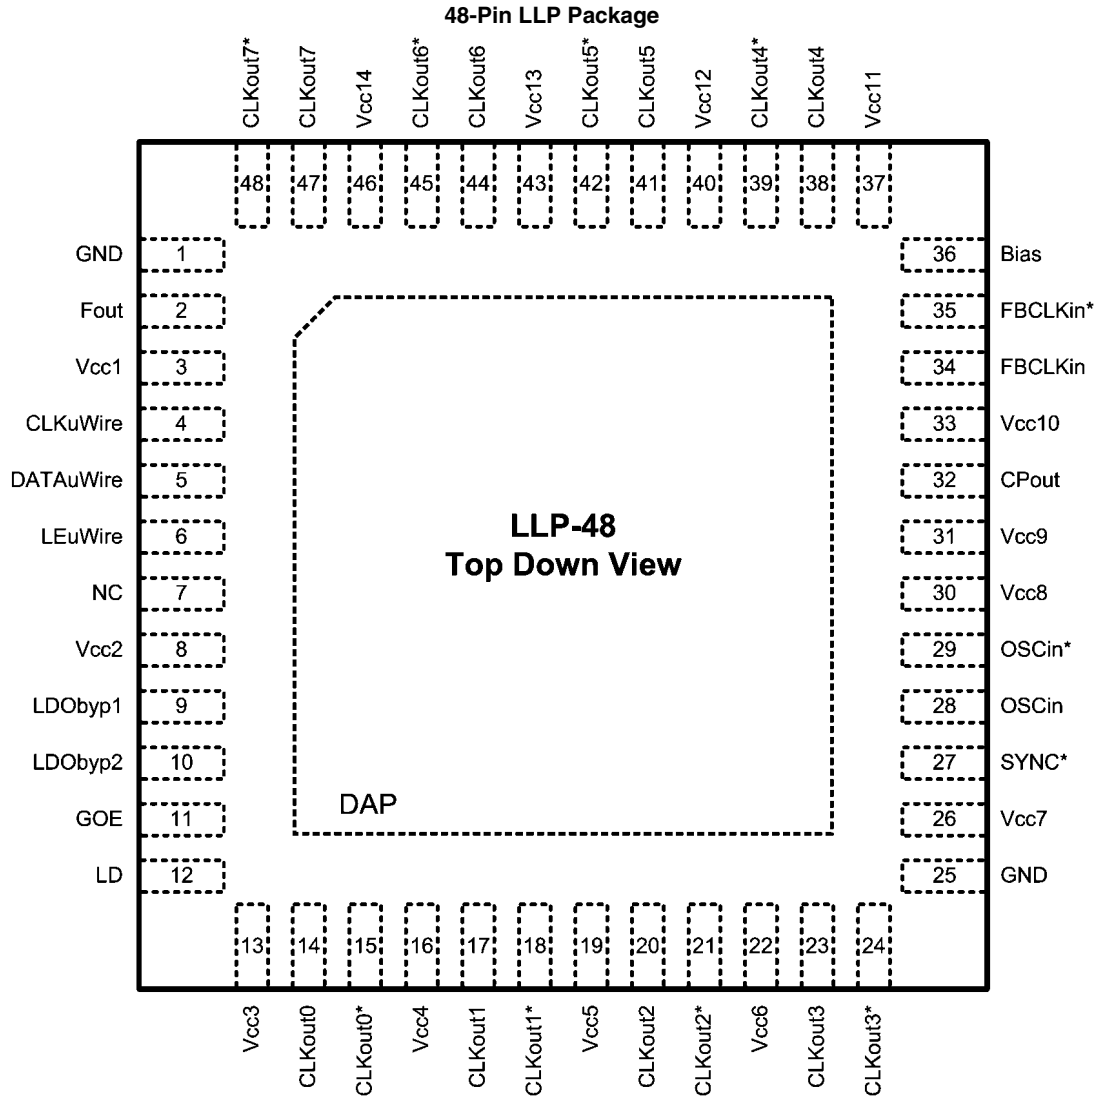 48-Pin LLP Package
CLKout7*
CLKout7
Vcc14
CLKout6*
CLKout6
Vcc13
CLKout5*
CLKout5
Vcc12
CLKout4*
CLKout4
Vcc11
48 47 46 45 44 43 42 41 40 39 38 37
GND 1 36 Bias
Fout 2 35 FBCLKin*
Vcc1 3 34 FBCLKin
CLKuWire 4 33 Vcc10
DATAuWire 5 32 CPout
LEuWire 6 31 Vcc9
NC 7 30 Vcc8
Vcc2 8 29 OSCin*
LDObyp1 9 28 OSCin
LDObyp2 10 27 SYNC*
GOE 11 26 Vcc7
LD 12 25 GND
LLP-48
Top Down View
DAP
13 14 15 16 17 18 19 20 21 22 23 24
Vcc3
CLKout0
CLKout0*
Vcc4
CLKout1
CLKout1*
Vcc5
CLKout2
CLKout2*
Vcc6
CLKout3
CLKout3*